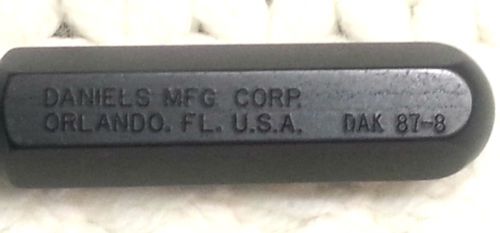 DANIELS MFG CORP.
ORLANDO. FL. U.S.A. DAK 87-8